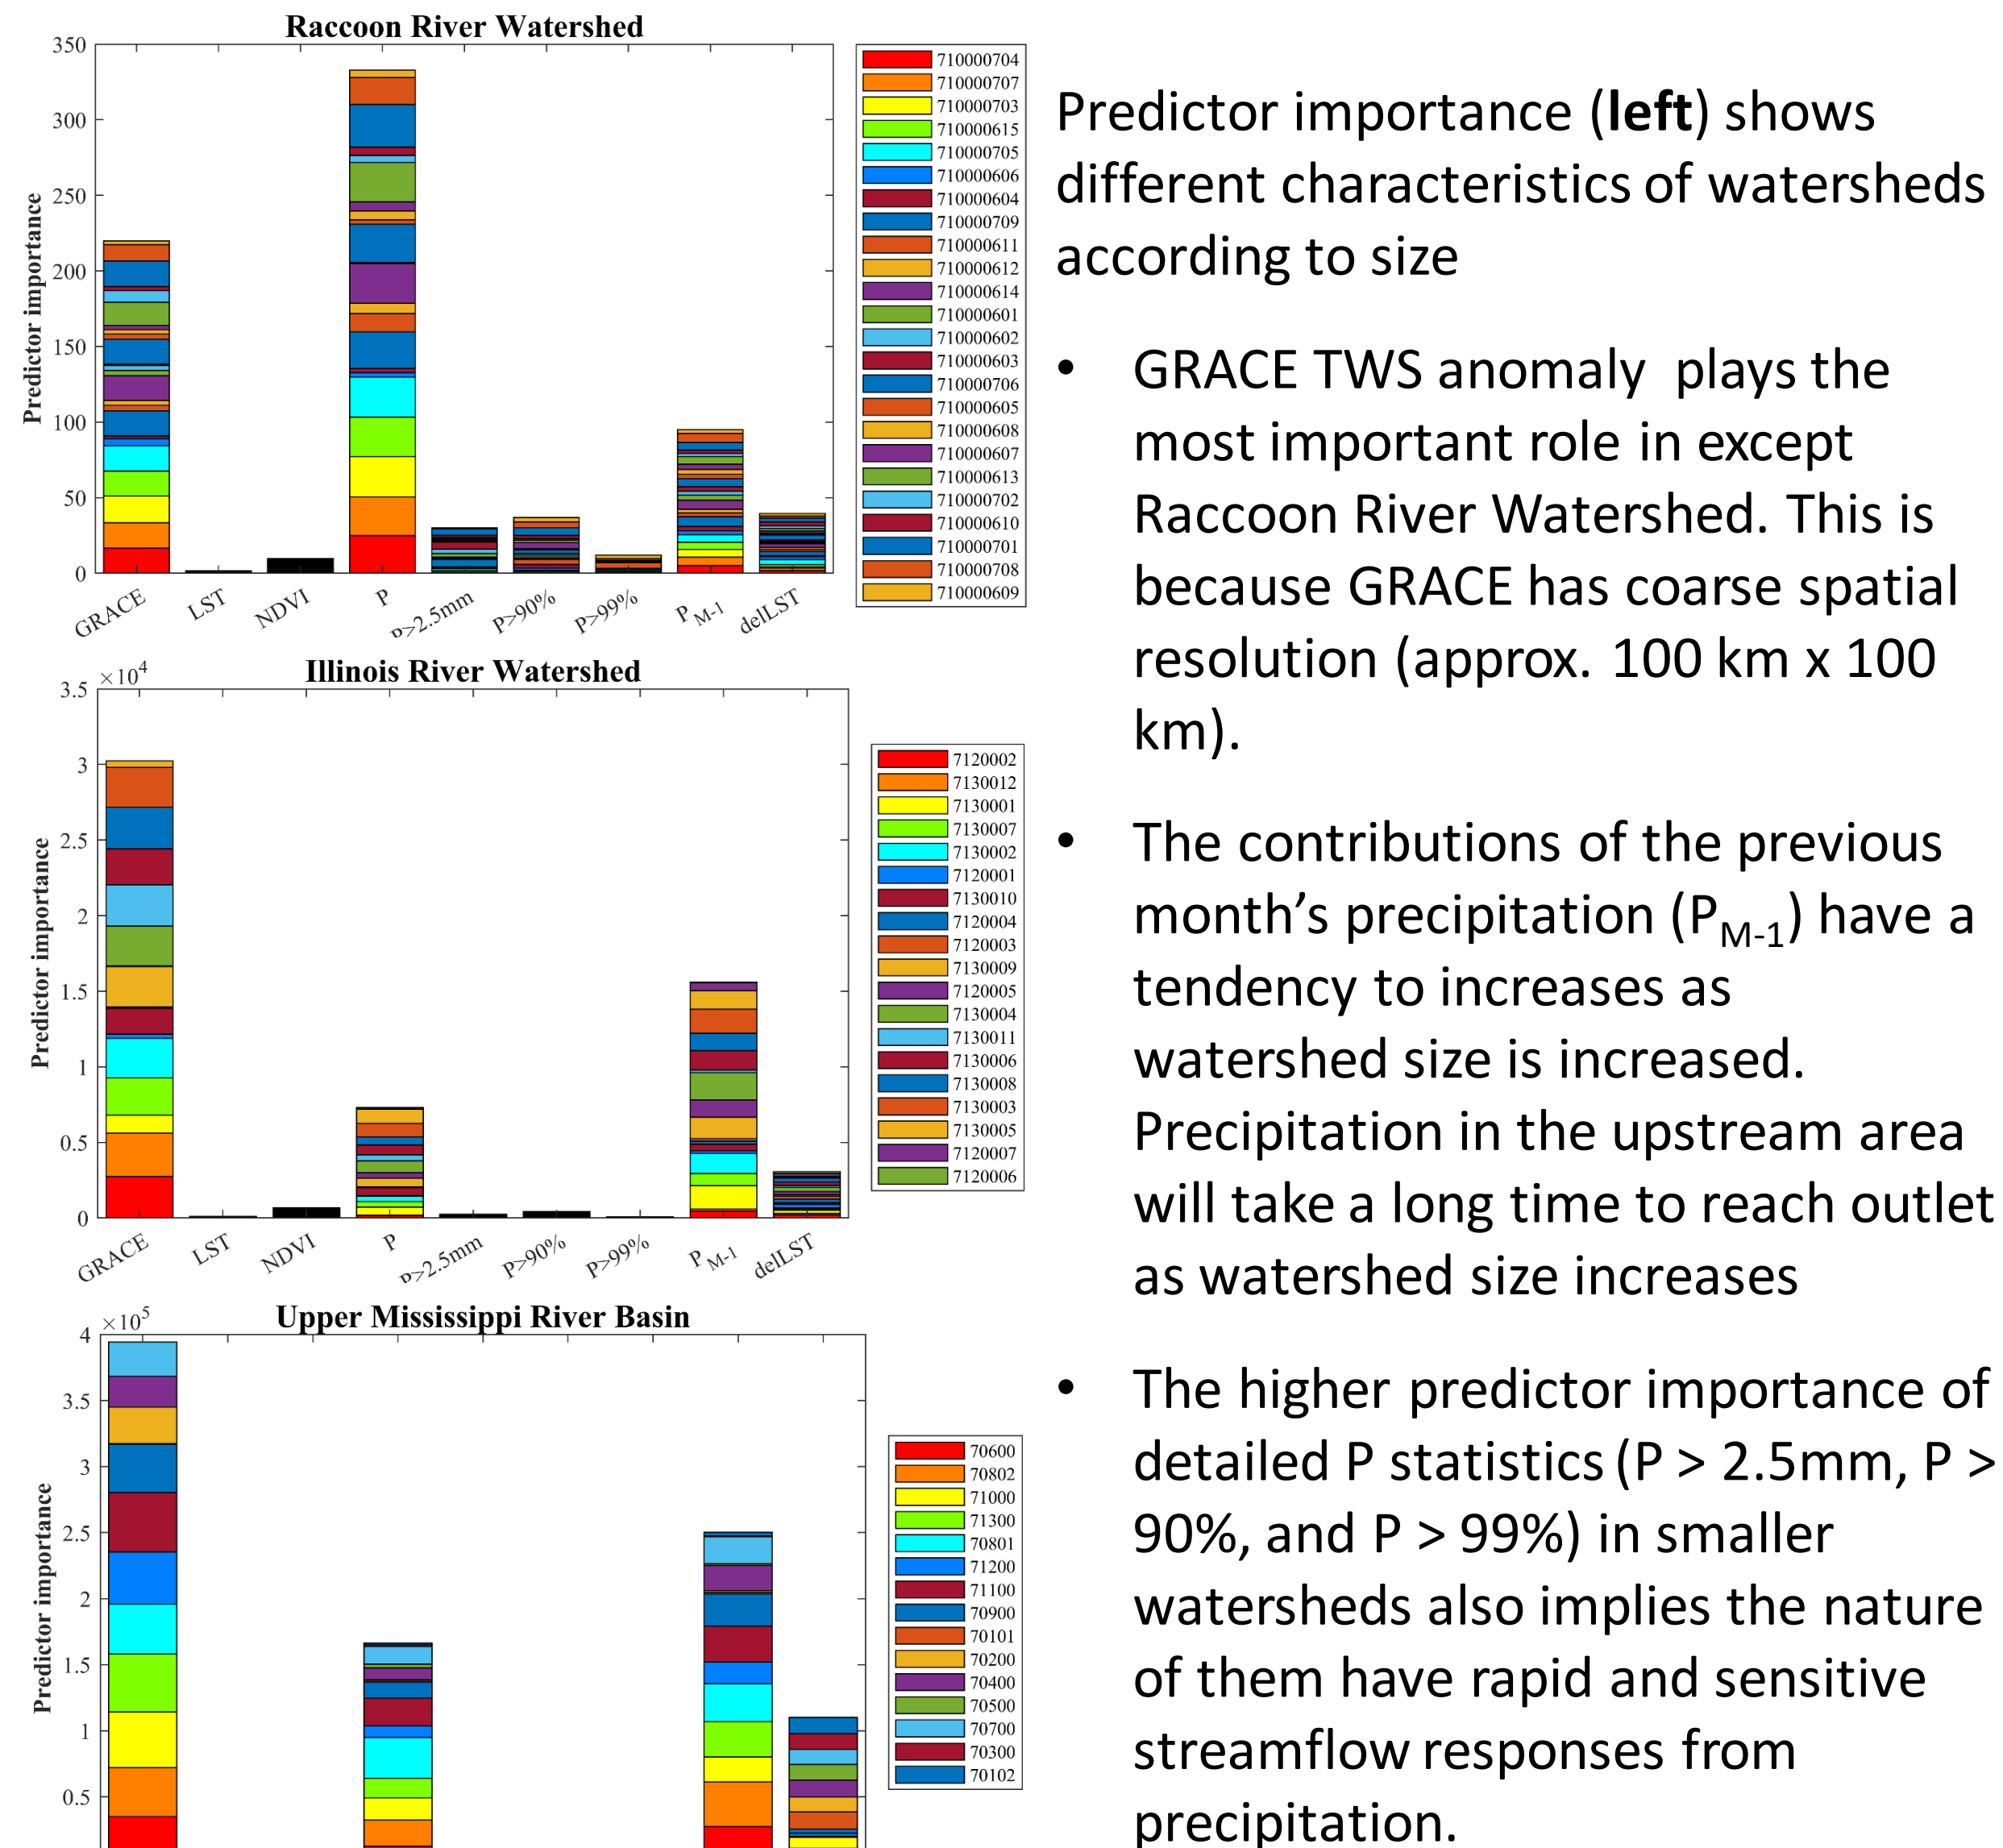 Raccoon River Watershed
350
300
250
200
150
100
50
0
Predictor importance
GRACE
LST
NDVI
P
P>2.5mm
P>90%
P>99%
P M-1
delLST
710000704
710000707
710000703
710000615
710000705
710000606
710000604
710000709
710000611
710000612
710000614
710000601
710000602
710000603
710000706
710000605
710000608
710000607
710000613
710000702
710000610
710000701
710000708
710000609
Illinois River Watershed
×10^4
3.5
3
2.5
2
1.5
1
0.5
0
Predictor importance
GRACE
LST
NDVI
P
P>2.5mm
P>90%
P>99%
P M-1
delLST
7120002
7130012
7130001
7130007
7130002
7120001
7130010
7120004
7120003
7130009
7120005
7130004
7130011
7130006
7130008
7130003
7130005
7120007
7120006
Upper Mississippi River Basin
×10^5
4
3.5
3
2.5
2
1.5
1
0.5
Predictor importance
70600
70802
71000
71300
70801
71200
71100
70900
70101
70200
70400
70500
70700
70300
70102
Predictor importance (left) shows
different characteristics of watersheds
according to size
• GRACE TWS anomaly  plays the
most important role in except
Raccoon River Watershed. This is
because GRACE has coarse spatial
resolution (approx. 100 km x 100
km).
• The contributions of the previous
month’s precipitation (P M-1) have a
tendency to increases as
watershed size is increased.
Precipitation in the upstream area
will take a long time to reach outlet
as watershed size increases
• The higher predictor importance of
detailed P statistics (P > 2.5mm, P >
90%, and P > 99%) in smaller
watersheds also implies the nature
of them have rapid and sensitive
streamflow responses from
precipitation.